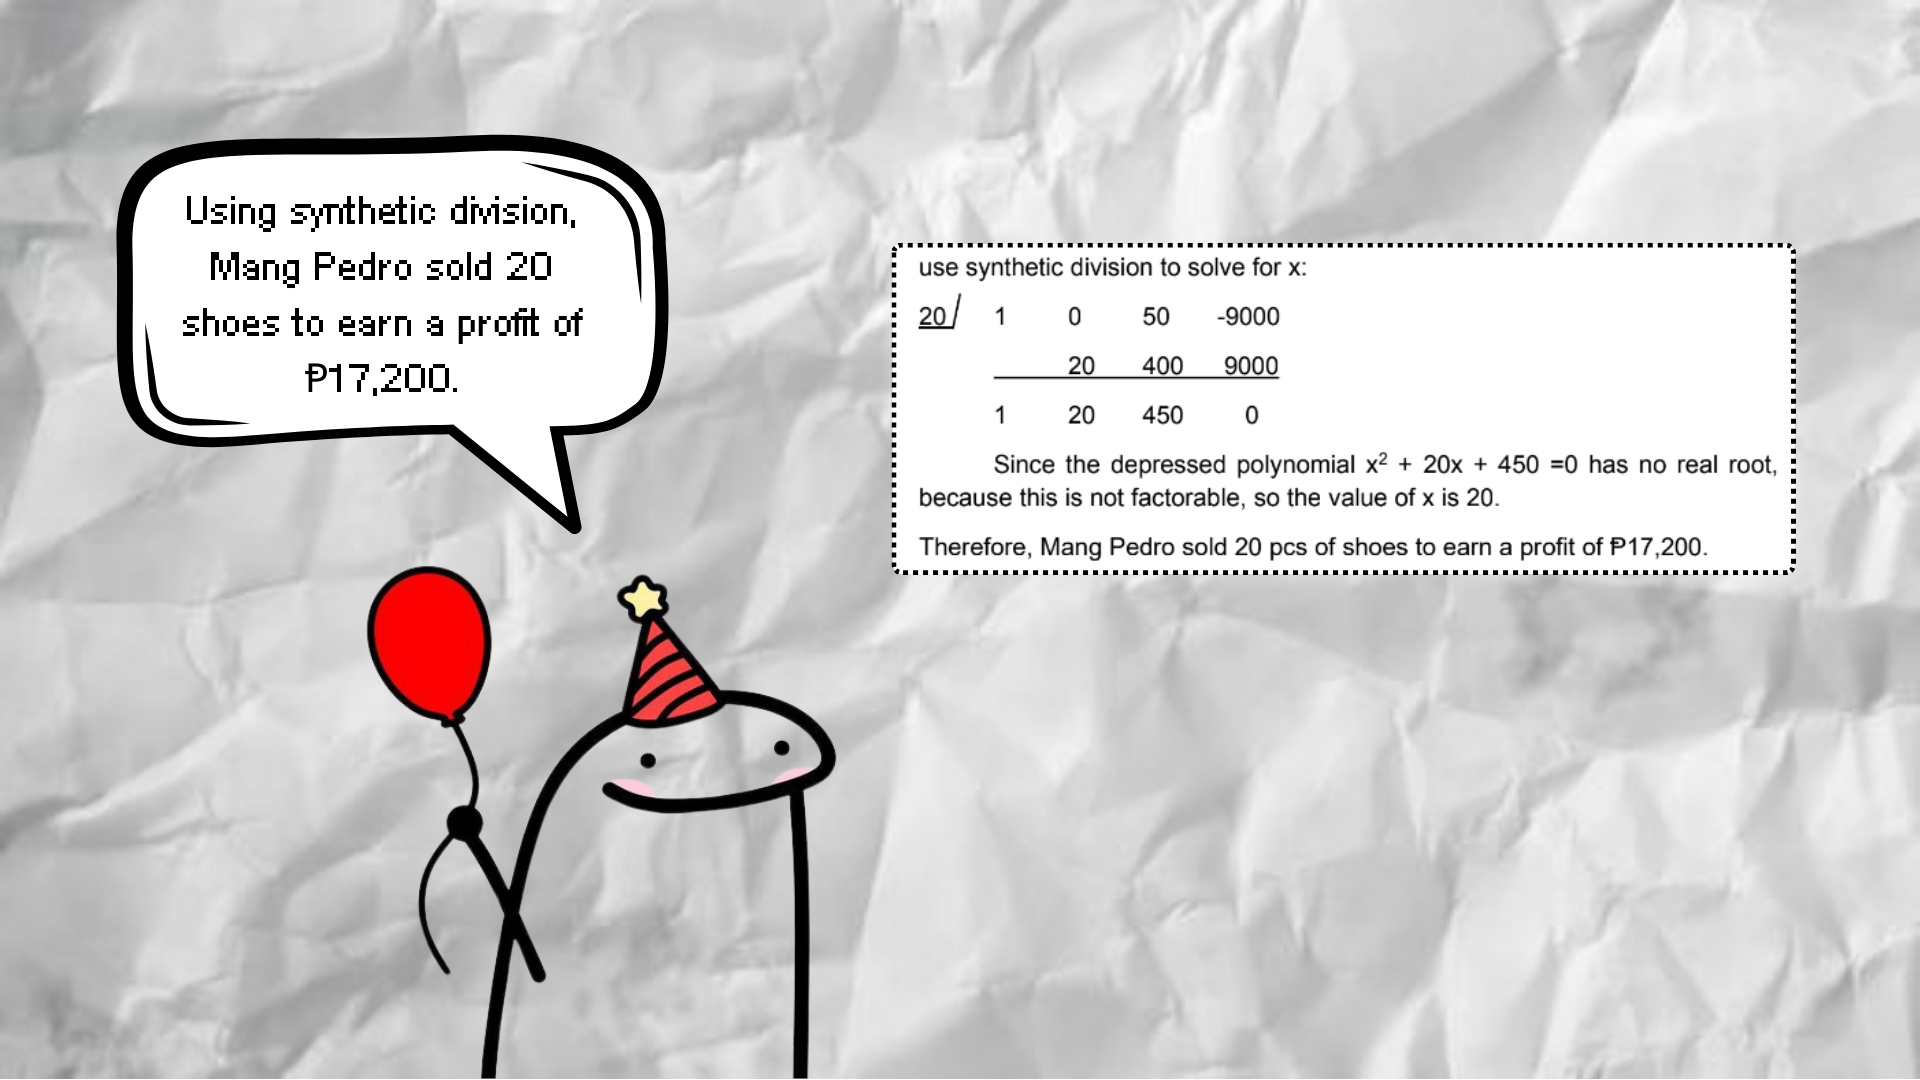 Using synthetic division,
Mang Pedro sold 20
shoes to earn a profit of
₱17,200.
use synthetic division to solve for x:
20 1 0 50 -9000
20 400 9000
1 20 450 0
Since the depressed polynomial x² + 20x + 450 =0 has no real root,
because this is not factorable, so the value of x is 20.
Therefore, Mang Pedro sold 20 pcs of shoes to earn a profit of ₱17,200.